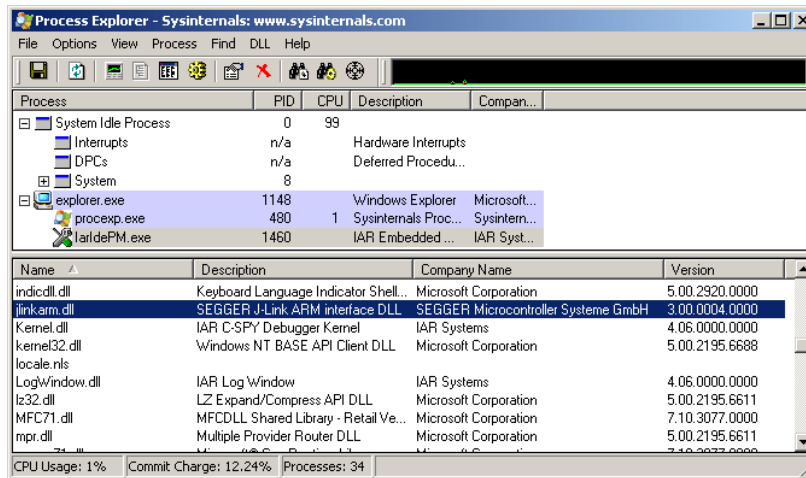 Process Explorer - Sysinternals: www.sysinternals.com
File Options View Process Find DLL Help
Process PID CPU Description Compan...
System Idle Process 0 99
Interrupts n/a Hardware Interrupts
DPCs n/a Deferred Procedu...
System 8
explorer.exe 1148 Windows Explorer Microsoft...
procexp.exe 480 1 Sysinternals Proc... Sysintern...
IarIdePM.exe 1460 IAR Embedded ... IAR Syst...
Name Description Company Name Version
indicdll.dll Keyboard Language Indicator Shell... Microsoft Corporation 5.00.2920.0000
jlinkarm.dll SEGGER J-Link ARM interface DLL SEGGER Microcontroller Systeme GmbH 3.00.0004.0000
Kernel.dll IAR C-SPY Debugger Kernel IAR Systems 4.06.0000.0000
kernel32.dll Windows NT BASE API Client DLL Microsoft Corporation 5.00.2195.6688
locale.nls
LogWindow.dll IAR Log Window IAR Systems 4.06.0000.0000
lz32.dll LZ Expand/Compress API DLL Microsoft Corporation 5.00.2195.6611
MFC71.dll MFCDLL Shared Library - Retail Ve... Microsoft Corporation 7.10.3077.0000
mpr.dll Multiple Provider Router DLL Microsoft Corporation 5.00.2195.6611
CPU Usage: 1% Commit Charge: 12.24% Processes: 34